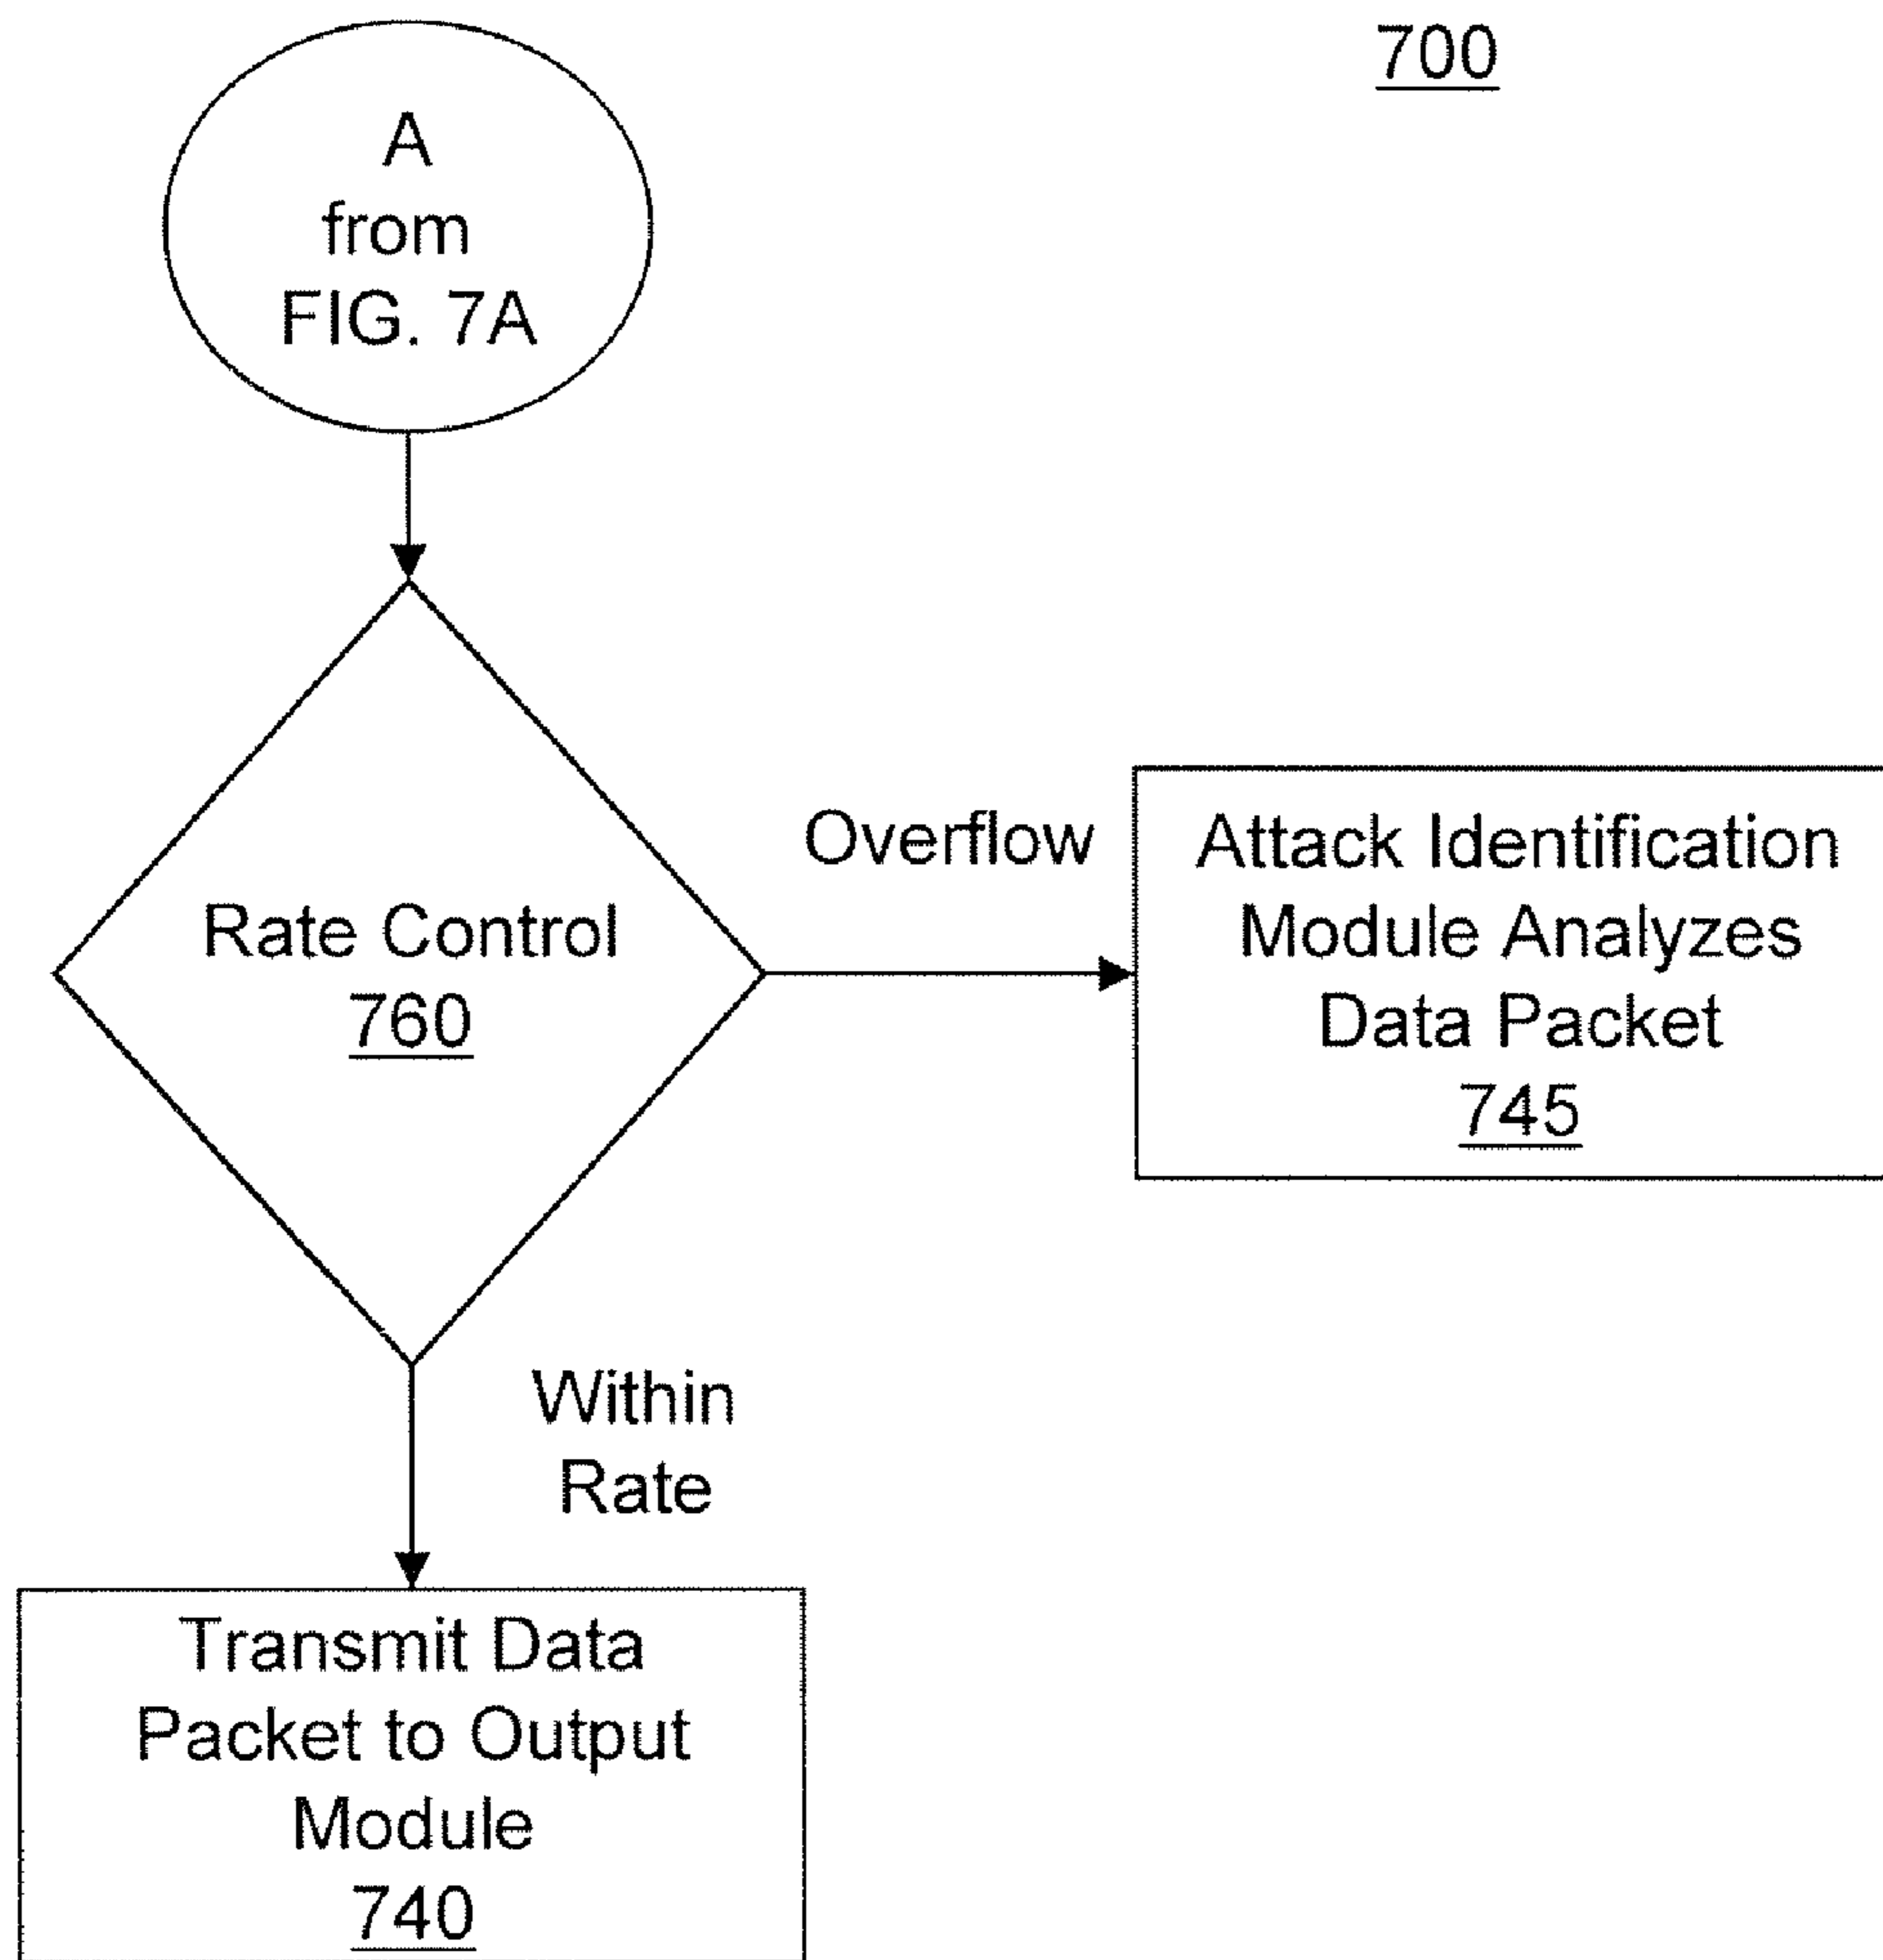 700
A
from
FIG. 7A
Rate Control
760
Overflow
Attack Identification
Module Analyzes
Data Packet
745
Within
Rate
Transmit Data
Packet to Output
Module
740